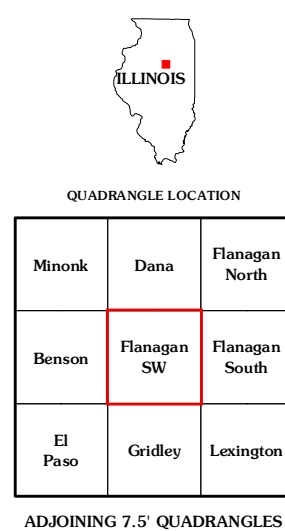 ILLINOIS
QUADRANGLE LOCATION
Minonk
Dana
Flanagan
North
Benson
Flanagan
SW
Flanagan
South
El
Paso
Gridley
Lexington
ADJOINING 7.5' QUADRANGLES